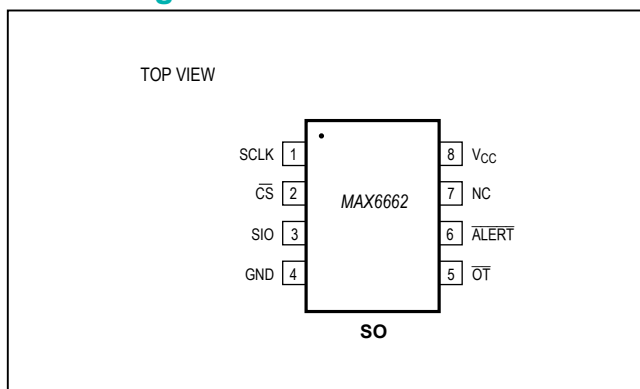 TOP VIEW
SCLK 1 8 VCC
CS 2 MAX6662 7 NC
SIO 3 6 ALERT
GND 4 5 OT
SO